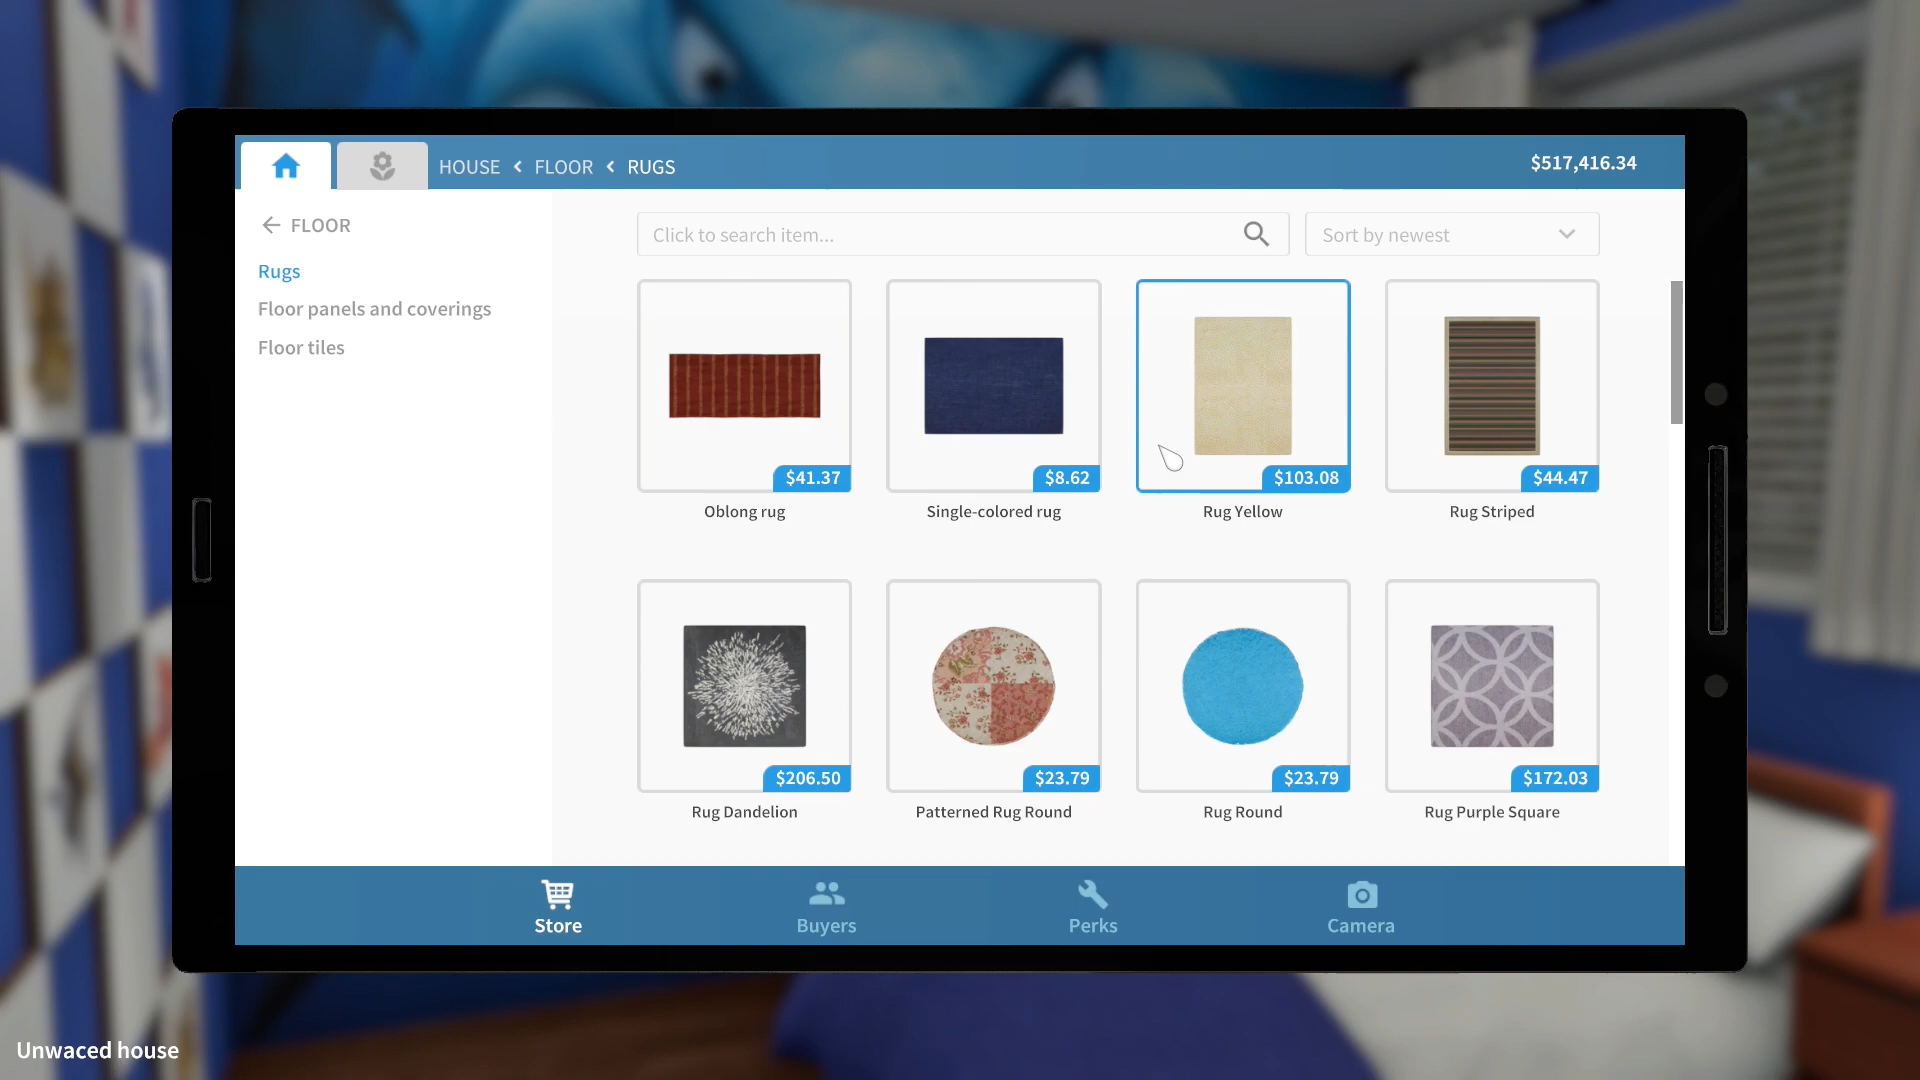 HOUSE < FLOOR < RUGS
$517,416.34
FLOOR
Rugs
Floor panels and coverings
Floor tiles
Click to search item...
Sort by newest
$41.37
$8.62
$103.08
$44.47
Oblong rug
Single-colored rug
Rug Yellow
Rug Striped
$206.50
$23.79
$23.79
$172.03
Rug Dandelion
Patterned Rug Round
Rug Round
Rug Purple Square
Store
Buyers
Perks
Camera
Unwaced house